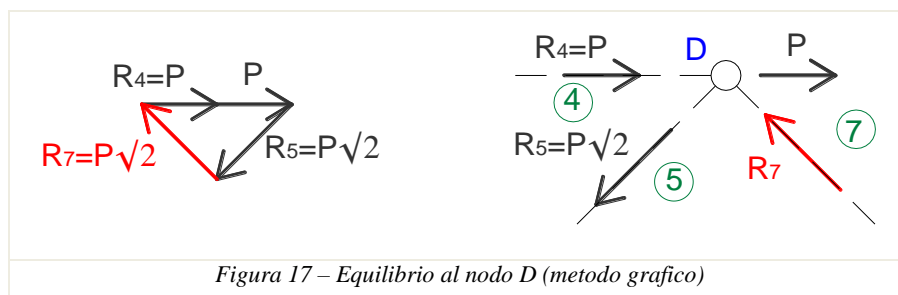 R4=P P
R7=P√2 R5=P√2
R4=P D P
4
7
R5=P√2
5
R7
Figura 17 – Equilibrio al nodo D (metodo grafico)